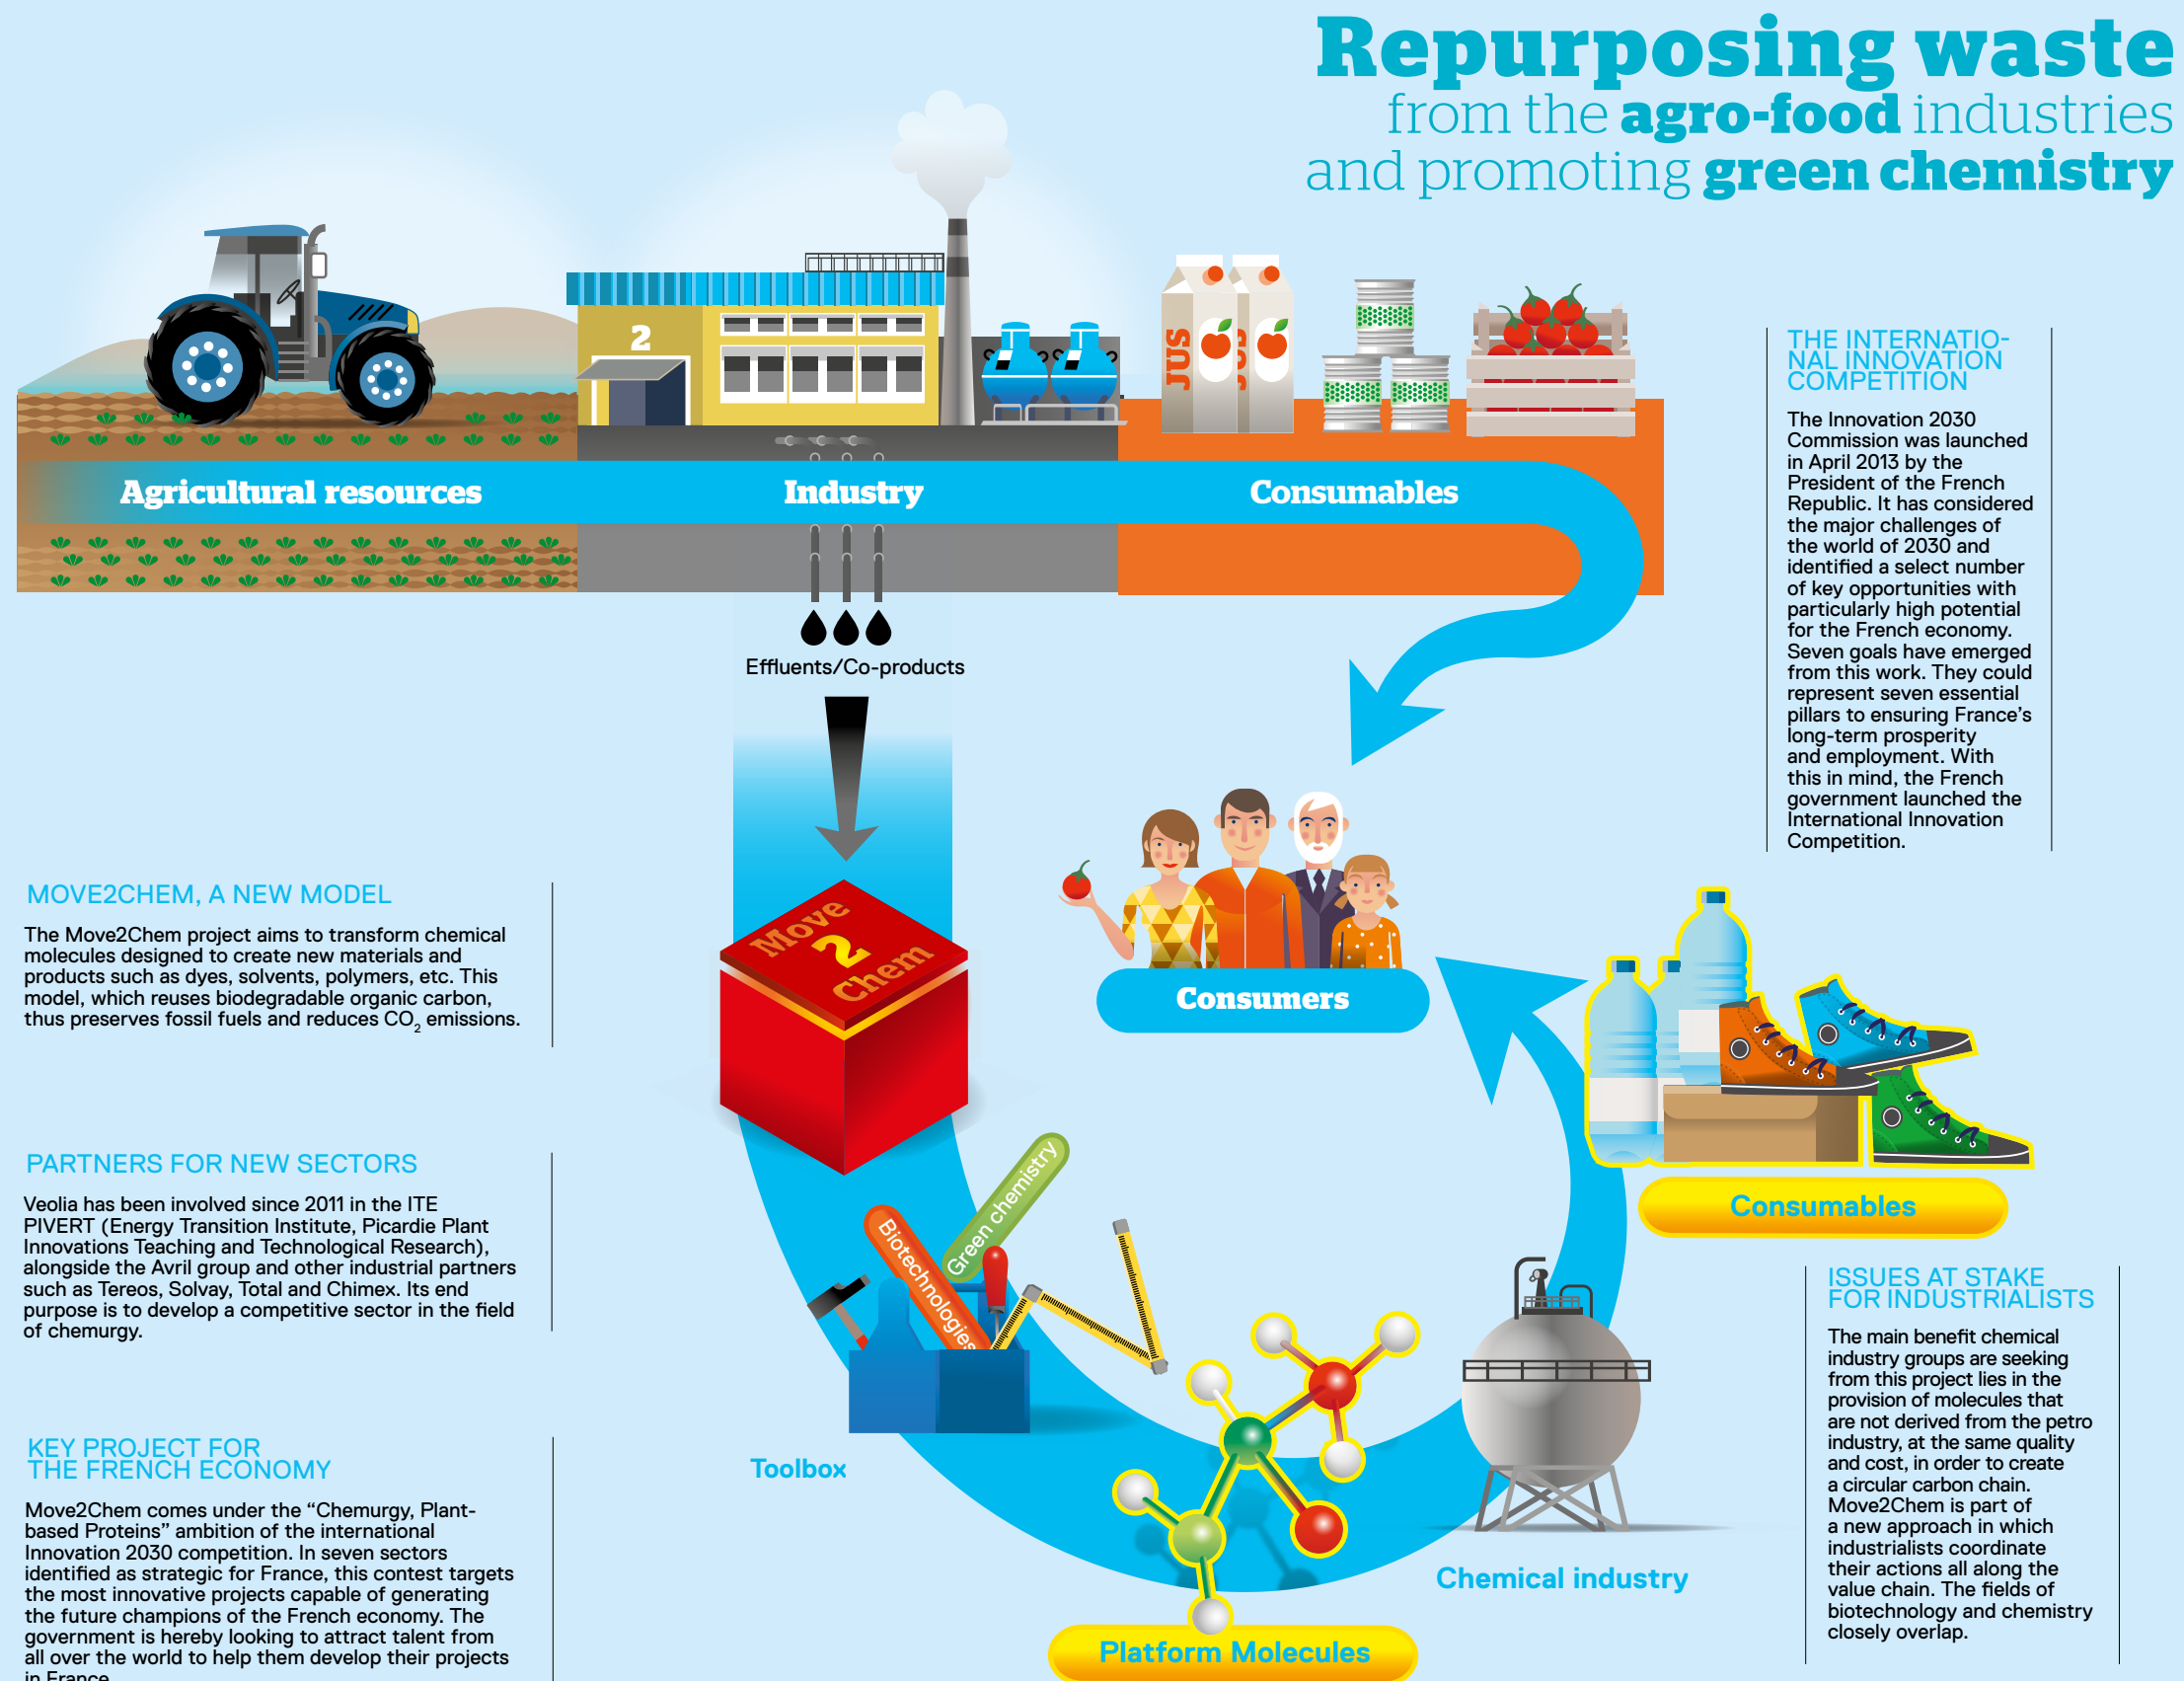 Repurposing waste
from the agro-food industries
and promoting green chemistry
2
JUS
JUS
Agricultural resources
Industry
Consumables
Effluents/Co-products
THE INTERNATIO-
NAL INNOVATION
COMPETITION
The Innovation 2030
Commission was launched
in April 2013 by the
President of the French
Republic. It has considered
the major challenges of
the world of 2030 and
identified a select number
of key opportunities with
particularly high potential
for the French economy.
Seven goals have emerged
from this work. They could
represent seven essential
pillars to ensuring France’s
long-term prosperity
and employment. With
this in mind, the French
government launched the
International Innovation
Competition.
MOVE2CHEM, A NEW MODEL
The Move2Chem project aims to transform chemical
molecules designed to create new materials and
products such as dyes, solvents, polymers, etc. This
model, which reuses biodegradable organic carbon,
thus preserves fossil fuels and reduces CO2 emissions.
Move
2
Chem
Consumers
PARTNERS FOR NEW SECTORS
Veolia has been involved since 2011 in the ITE
PIVERT (Energy Transition Institute, Picardie Plant
Innovations Teaching and Technological Research),
alongside the Avril group and other industrial partners
such as Tereos, Solvay, Total and Chimex. Its end
purpose is to develop a competitive sector in the field
of chemurgy.
Biotechnologies
Green chemistry
Toolbox
Consumables
KEY PROJECT FOR
THE FRENCH ECONOMY
Move2Chem comes under the “Chemurgy, Plant-
based Proteins” ambition of the international
Innovation 2030 competition. In seven sectors
identified as strategic for France, this contest targets
the most innovative projects capable of generating
the future champions of the French economy. The
government is hereby looking to attract talent from
all over the world to help them develop their projects
in France
Platform Molecules
Chemical industry
ISSUES AT STAKE
FOR INDUSTRIALISTS
The main benefit chemical
industry groups are seeking
from this project lies in the
provision of molecules that
are not derived from the petro
industry, at the same quality
and cost, in order to create
a circular carbon chain.
Move2Chem is part of
a new approach in which
industrialists coordinate
their actions all along the
value chain. The fields of
biotechnology and chemistry
closely overlap.